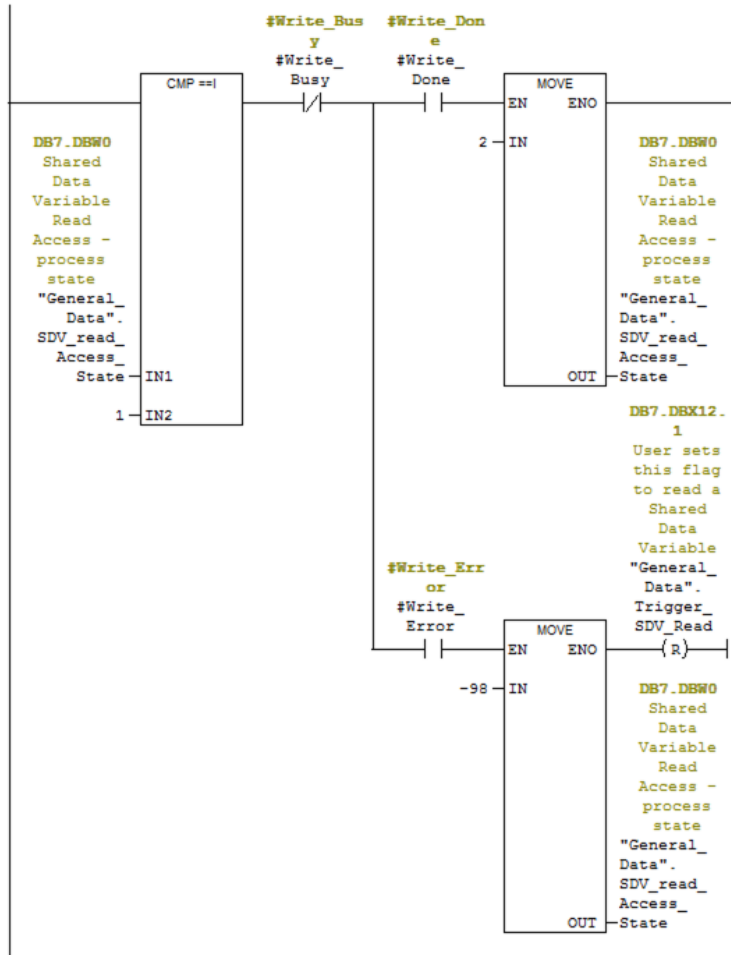 #Write_Bus
y
#Write_
Busy
#Write_Don
e
#Write_
Done
CMP ==I
MOVE
EN ENO
2 IN
DB7.DBW0
Shared
Data
Variable
Read
Access -
process
state
"General_
Data".
SDV_read_
Access_
State IN1
1 IN2
DB7.DBW0
Shared
Data
Variable
Read
Access -
process
state
"General_
Data".
SDV_read_
Access_
OUT State
DB7.DBX12.
1
User sets
this flag
to read a
Shared
Data
Variable
"General_
Data".
Trigger_
SDV_Read
#Write_Err
or
#Write_
Error
MOVE
EN ENO
(R)
-98 IN
DB7.DBW0
Shared
Data
Variable
Read
Access -
process
state
"General_
Data".
SDV_read_
Access_
OUT State